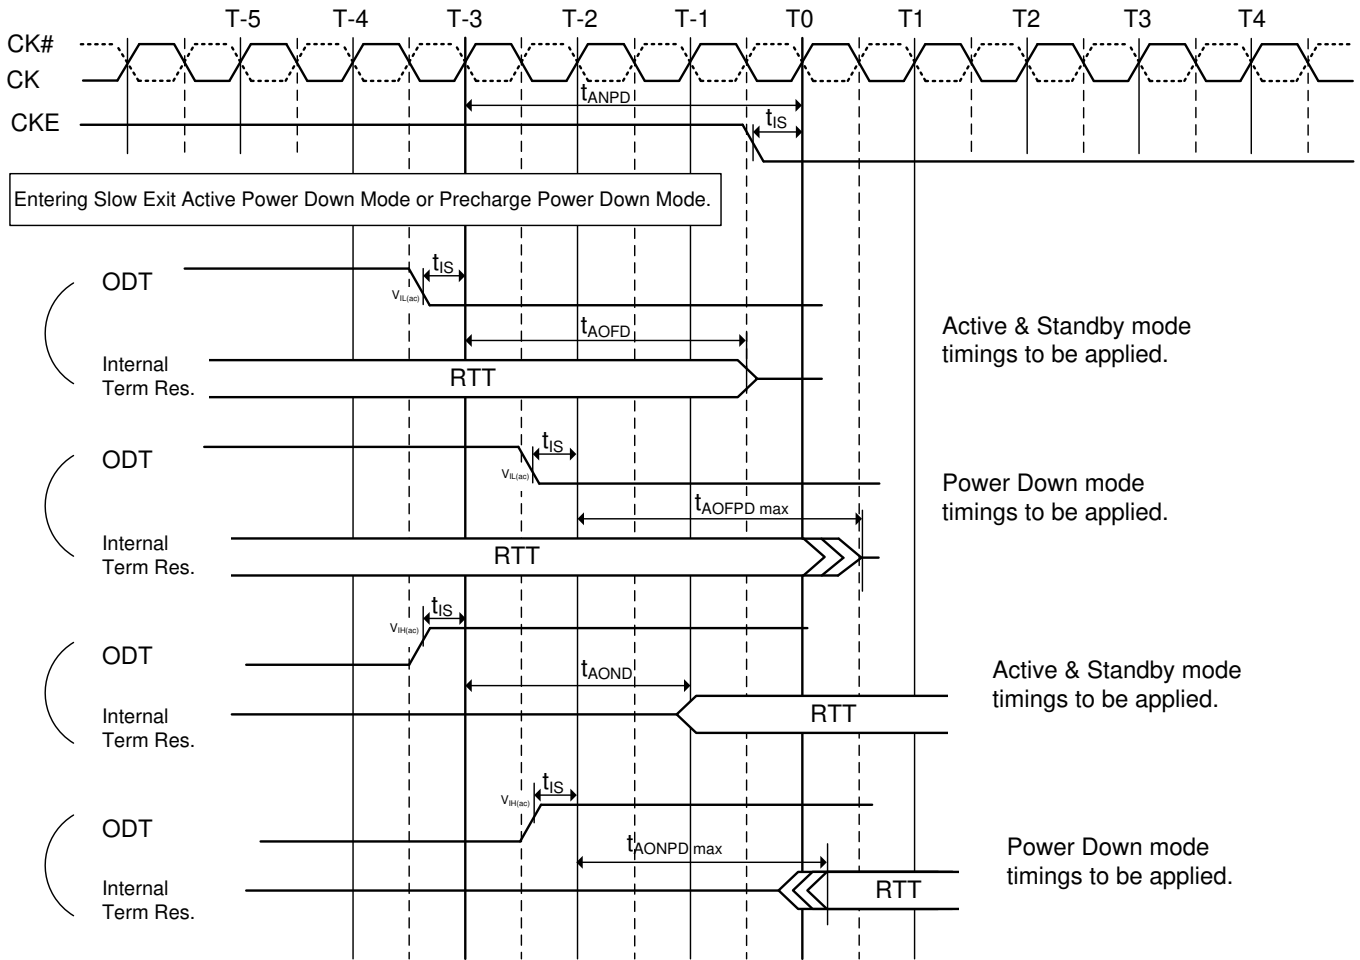 T-5 T-4 T-3 T-2 T-1 T0 T1 T2 T3 T4
CK#
CK
tANPD
CKE
tIS
Entering Slow Exit Active Power Down Mode or Precharge Power Down Mode.
tIS
ODT
VIL(ac)
tAOFD
Active & Standby mode
timings to be applied.
Internal
Term Res.
RTT
tIS
ODT
VIL(ac)
Power Down mode
timings to be applied.
tAOFPD max
Internal
Term Res.
RTT
tIS
VIH(ac)
ODT
tAOND
Active & Standby mode
timings to be applied.
Internal
Term Res.
RTT
tIS
VIH(ac)
ODT
tAONPD max
Power Down mode
timings to be applied.
Internal
Term Res.
RTT